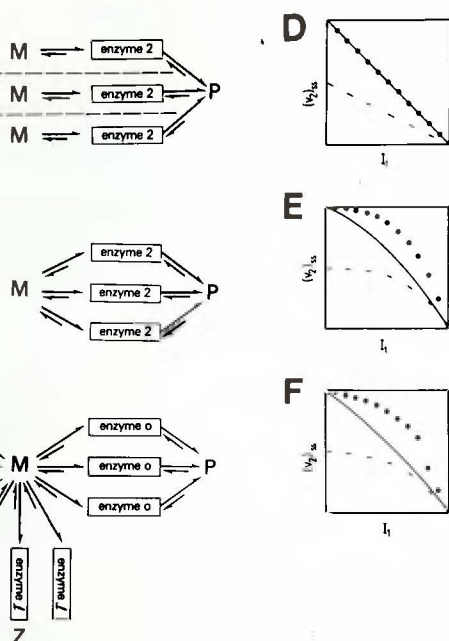 D
M enzyme 2
M enzyme 2 P
M enzyme 2
(v2)ss
I1
E
enzyme 2
M enzyme 2 P
enzyme 2
(v2)ss
I1
F
enzyme o
M enzyme o P
enzyme o
(v2)ss
I1
enzyme 1
enzyme 1
Z